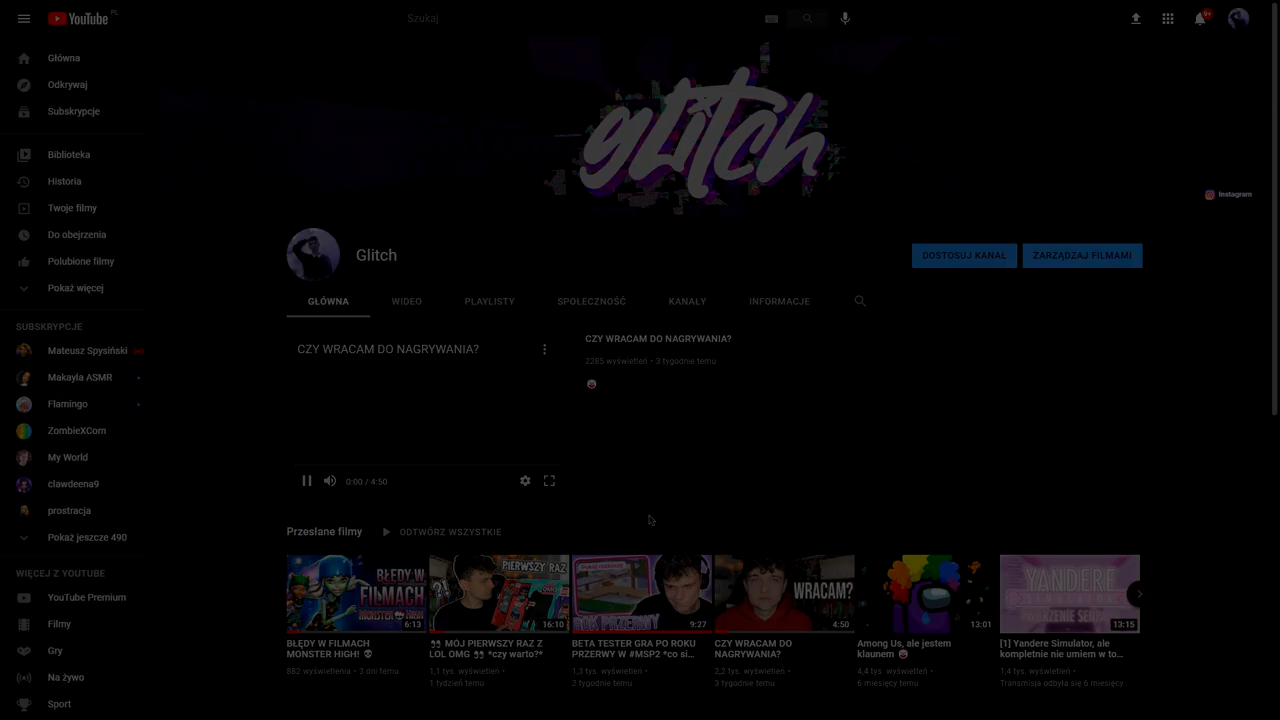 YouTube PL
Szukaj
9+
Główna
Odkrywaj
Subskrypcje
Biblioteka
Historia
Twoje filmy
Do obejrzenia
Polubione filmy
Pokaż więcej
SUBSKRYPCJE
Mateusz Spysiński
Makayla ASMR
Flamingo
ZombieXCorn
My World
clawdeena9
prostracja
Pokaż jeszcze 490
WIĘCEJ Z YOUTUBE
YouTube Premium
Filmy
Gry
Na żywo
Sport
glitch
Instagram
Glitch
DOSTOSUJ KANAŁ
ZARZĄDZAJ FILMAMI
GŁÓWNA WIDEO PLAYLISTY SPOŁECZNOŚĆ KANAŁY INFORMACJE
CZY WRACAM DO NAGRYWANIA?
0:00 / 4:50
CZY WRACAM DO NAGRYWANIA?
2285 wyświetleń • 3 tygodnie temu
Przesłane filmy ODTWÓRZ WSZYSTKIE
BŁĘDY W
FILMACH
MONSTER HIGH
6:13
BŁĘDY W FILMACH
MONSTER HIGH!
882 wyświetlenia • 3 dni temu
PIERWSZY RAZ
16:10
MÓJ PIERWSZY RAZ Z
LOL OMG *czy warto?*
1,1 tys. wyświetleń •
1 tydzień temu
9:27
BETA TESTER GRA PO ROKU
PRZERWY W #MSP2 *co si...
1,3 tys. wyświetleń •
2 tygodnie temu
WRACAM?
4:50
CZY WRACAM DO
NAGRYWANIA?
2,2 tys. wyświetleń •
3 tygodnie temu
13:01
Among Us, ale jestem
klaunem
4,4 tys. wyświetleń •
6 miesięcy temu
YANDERE
13:15
[1] Yandere Simulator, ale
kompletnie nie umiem w to...
1,4 tys. wyświetleń •
Transmisja odbyła się 6 miesięcy